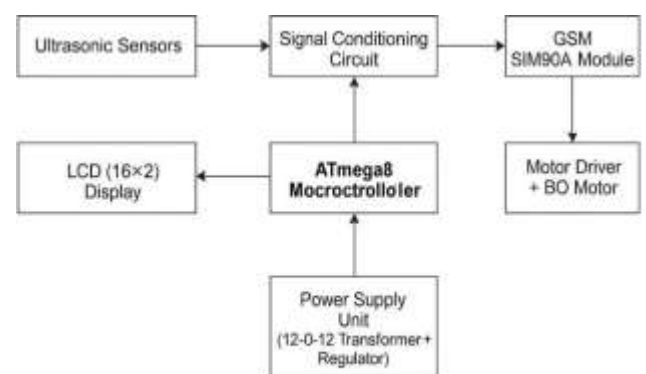 Ultrasonic Sensors
Signal Conditioning
Circuit
GSM
SIM90A Module
LCD (16×2)
Display
ATmega8
Mocroctrolløler
Motor Driver
+ BO Motor
Power Supply
Unit
(12-0-12 Transformer+
Regulator)